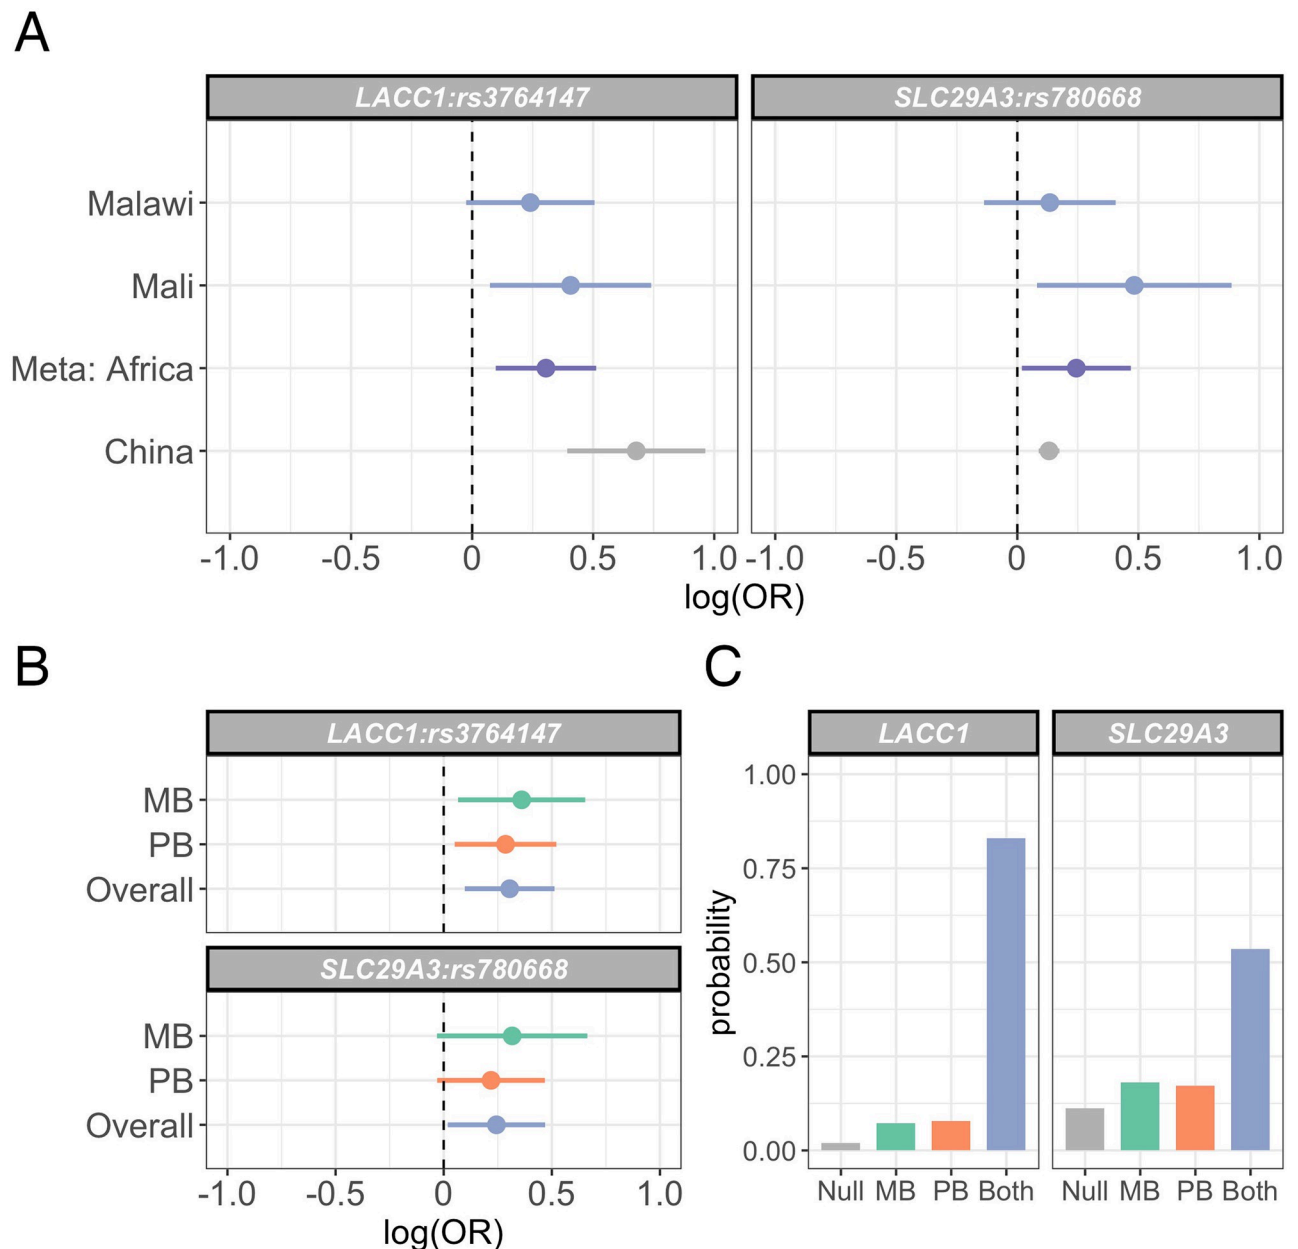 A
LACC1:rs3764147
SLC29A3:rs780668
Malawi
Mali
Meta: Africa
China
-1.0 -0.5 0 0.5 1.0 -1.0 -0.5 0 0.5 1.0
log(OR)
B
LACC1:rs3764147
MB
PB
Overall
SLC29A3:rs780668
MB
PB
Overall
-1.0 -0.5 0 0.5 1.0
log(OR)
C
LACC1
SLC29A3
probability
1.00
0.75
0.50
0.25
0.00
Null MB PB Both Null MB PB Both